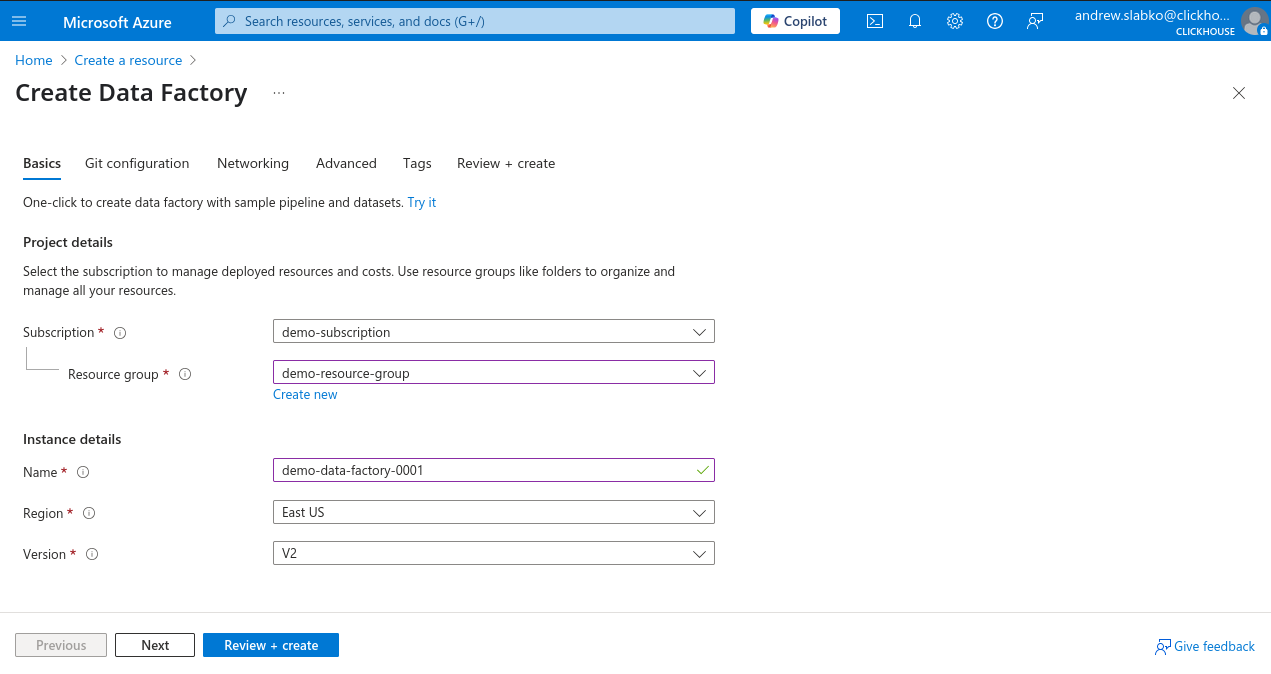 Microsoft Azure
Search resources, services, and docs (G+/)
Copilot
andrew.slabko@clickho...
CLICKHOUSE
Home > Create a resource >
Create Data Factory ...
Basics Git configuration Networking Advanced Tags Review + create
One-click to create data factory with sample pipeline and datasets. Try it
Project details
Select the subscription to manage deployed resources and costs. Use resource groups like folders to organize and
manage all your resources.
Subscription * demo-subscription
Resource group * demo-resource-group
Create new
Instance details
Name * demo-data-factory-0001
Region * East US
Version * V2
Previous Next Review + create
Give feedback